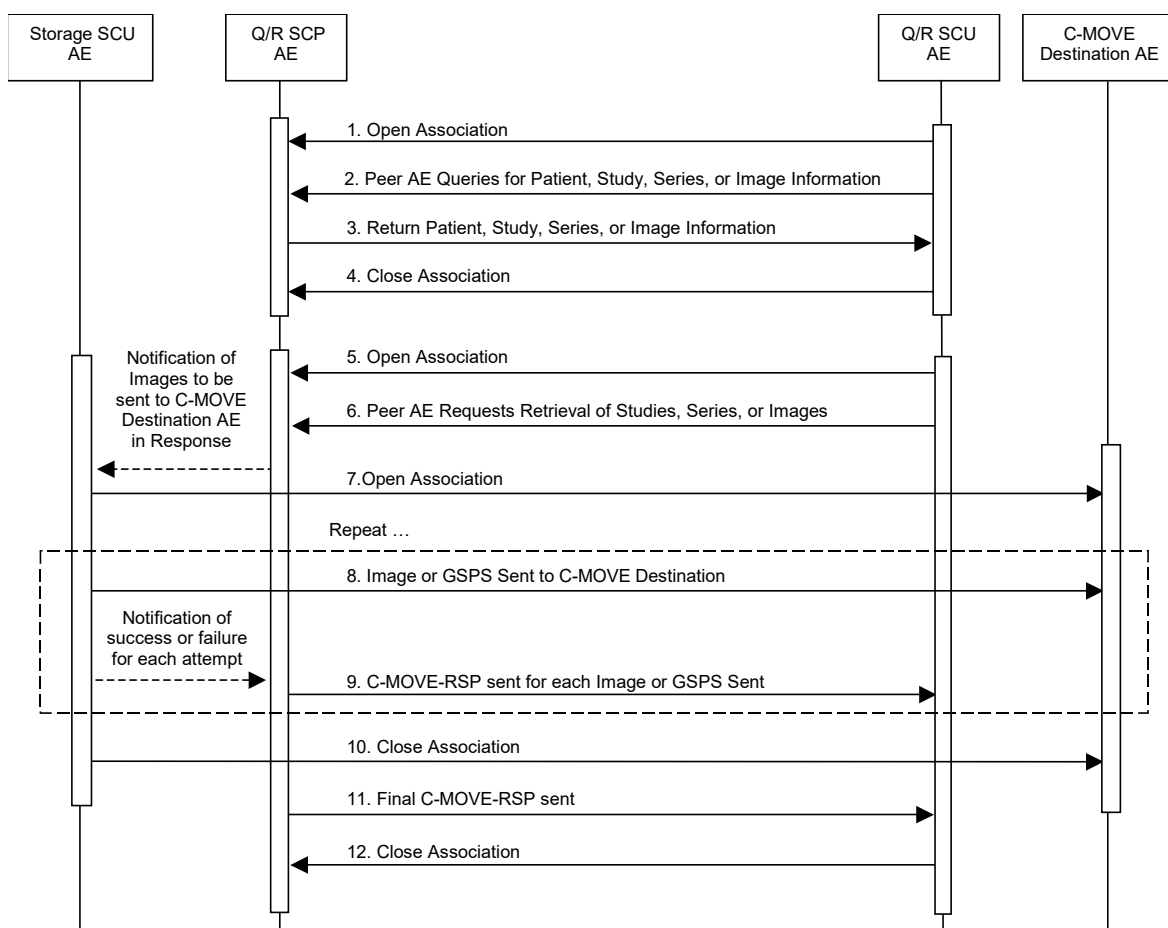 Storage SCU
AE
Q/R SCP
AE
Q/R SCU
AE
C-MOVE
Destination AE
1. Open Association
2. Peer AE Queries for Patient, Study, Series, or Image Information
3. Return Patient, Study, Series, or Image Information
4. Close Association
Notification of
Images to be
sent to C-MOVE
Destination AE
in Response
5. Open Association
6. Peer AE Requests Retrieval of Studies, Series, or Images
7.Open Association
Repeat …
8. Image or GSPS Sent to C-MOVE Destination
Notification of
success or failure
for each attempt
9. C-MOVE-RSP sent for each Image or GSPS Sent
10. Close Association
11. Final C-MOVE-RSP sent
12. Close Association